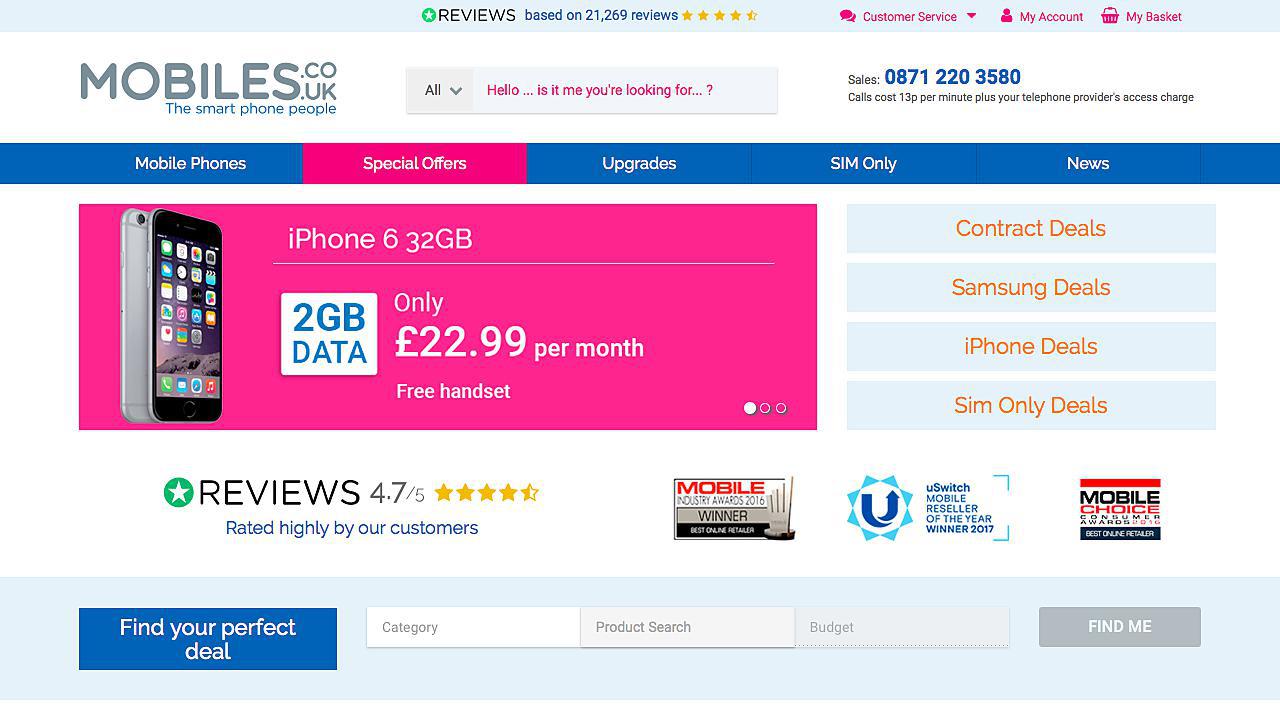 REVIEWS based on 21,269 reviews
Customer Service
My Account
My Basket
MOBILES.CO.UK
The smart phone people
All
Hello ... is it me you're looking for... ?
Sales: 0871 220 3580
Calls cost 13p per minute plus your telephone provider's access charge
Mobile Phones
Special Offers
Upgrades
SIM Only
News
iPhone 6 32GB
2GB
DATA
Only
£22.99 per month
Free handset
Contract Deals
Samsung Deals
iPhone Deals
Sim Only Deals
REVIEWS 4.7/5
Rated highly by our customers
MOBILE
INDUSTRY AWARDS 2016
WINNER
BEST ONLINE RETAILER
uSwitch
MOBILE
RESELLER
OF THE YEAR
WINNER 2017
MOBILE
CHOICE
CONSUMER
AWARDS 2016
BEST ONLINE RETAILER
Find your perfect
deal
Category
Product Search
Budget
FIND ME